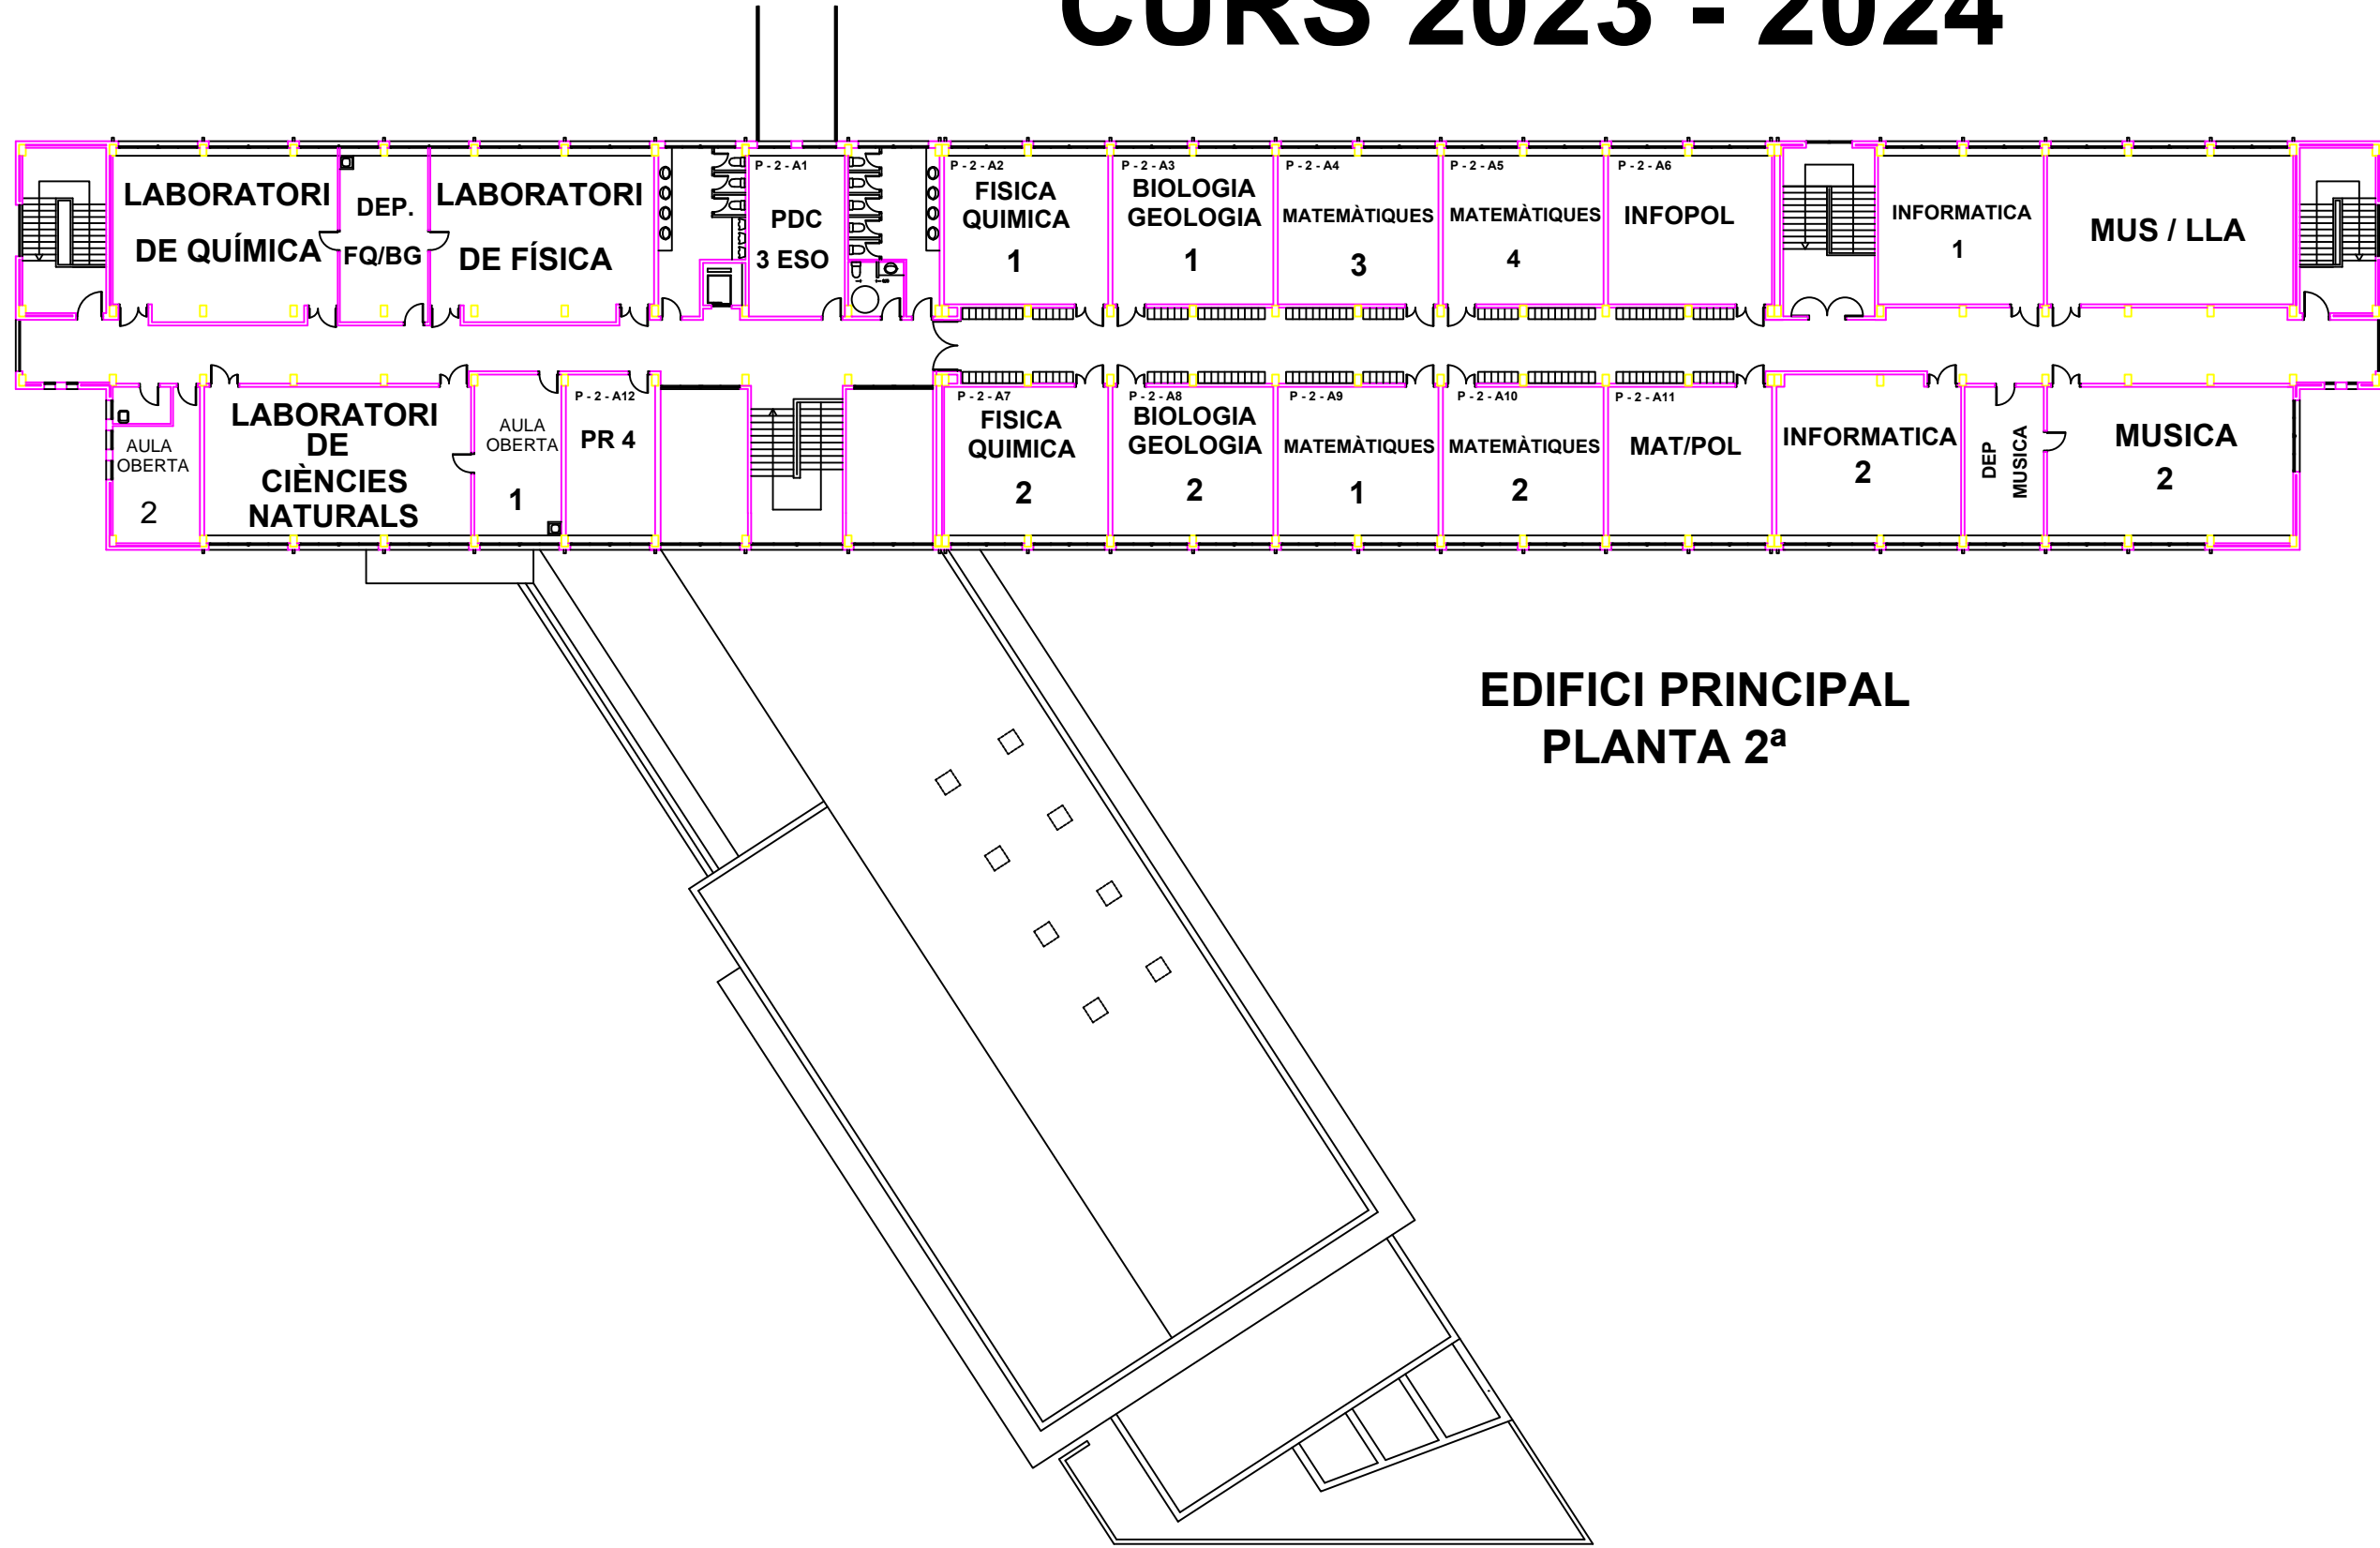 CURS 2023 - 2024
LABORATORI
DE QUÍMICA
DEP.
FQ/BG
LABORATORI
DE FÍSICA
P - 2 - A1
PDC
3 ESO
P - 2 - A2
FISICA
QUIMICA
1
P - 2 - A3
BIOLOGIA
GEOLOGIA
1
P - 2 - A4
MATEMÀTIQUES
3
P - 2 - A5
MATEMÀTIQUES
4
P - 2 - A6
INFOPOL
INFORMATICA
1
MUS / LLA
AULA
OBERTA
2
LABORATORI
DE
CIÈNCIES
NATURALS
AULA
OBERTA
1
P - 2 - A12
PR 4
P - 2 - A7
FISICA
QUIMICA
2
P - 2 - A8
BIOLOGIA
GEOLOGIA
2
P - 2 - A9
MATEMÀTIQUES
1
P - 2 - A10
MATEMÀTIQUES
2
P - 2 - A11
MAT/POL
INFORMATICA
2
DEP
MUSICA
MUSICA
2
EDIFICI PRINCIPAL
PLANTA 2ª